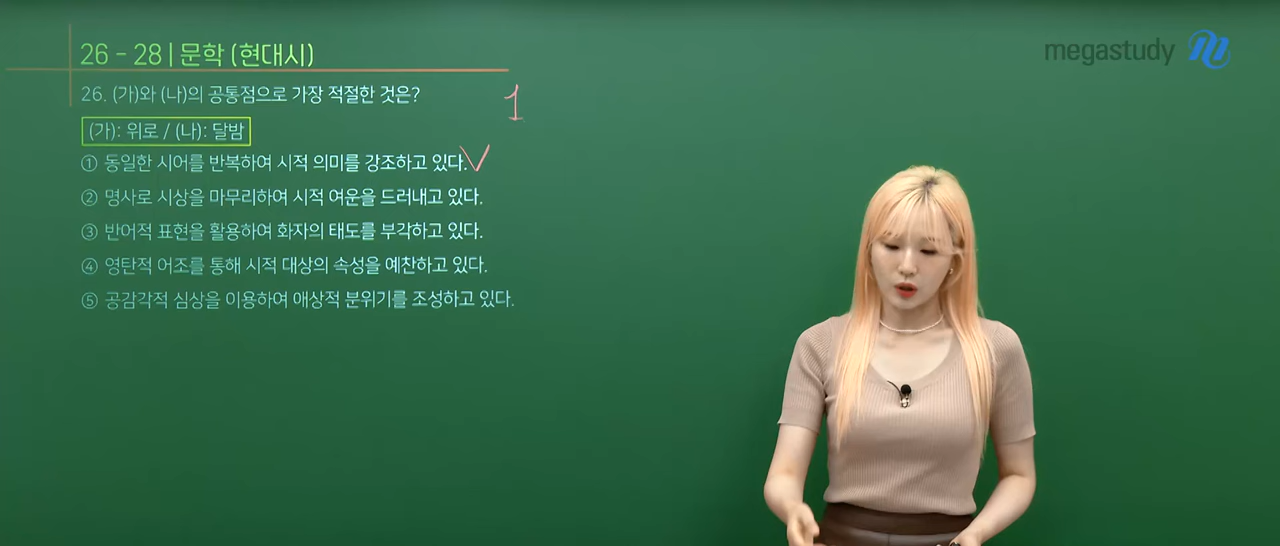 26 - 28 | 문학 (현대시)
megastudy
26. (가)와 (나)의 공통점으로 가장 적절한 것은?
1
(가): 위로 / (나): 달밤
① 동일한 시어를 반복하여 시적 의미를 강조하고 있다.
② 명사로 시상을 마무리하여 시적 여운을 드러내고 있다.
③ 반어적 표현을 활용하여 화자의 태도를 부각하고 있다.
④ 영탄적 어조를 통해 시적 대상의 속성을 예찬하고 있다.
⑤ 공감각적 심상을 이용하여 애상적 분위기를 조성하고 있다.